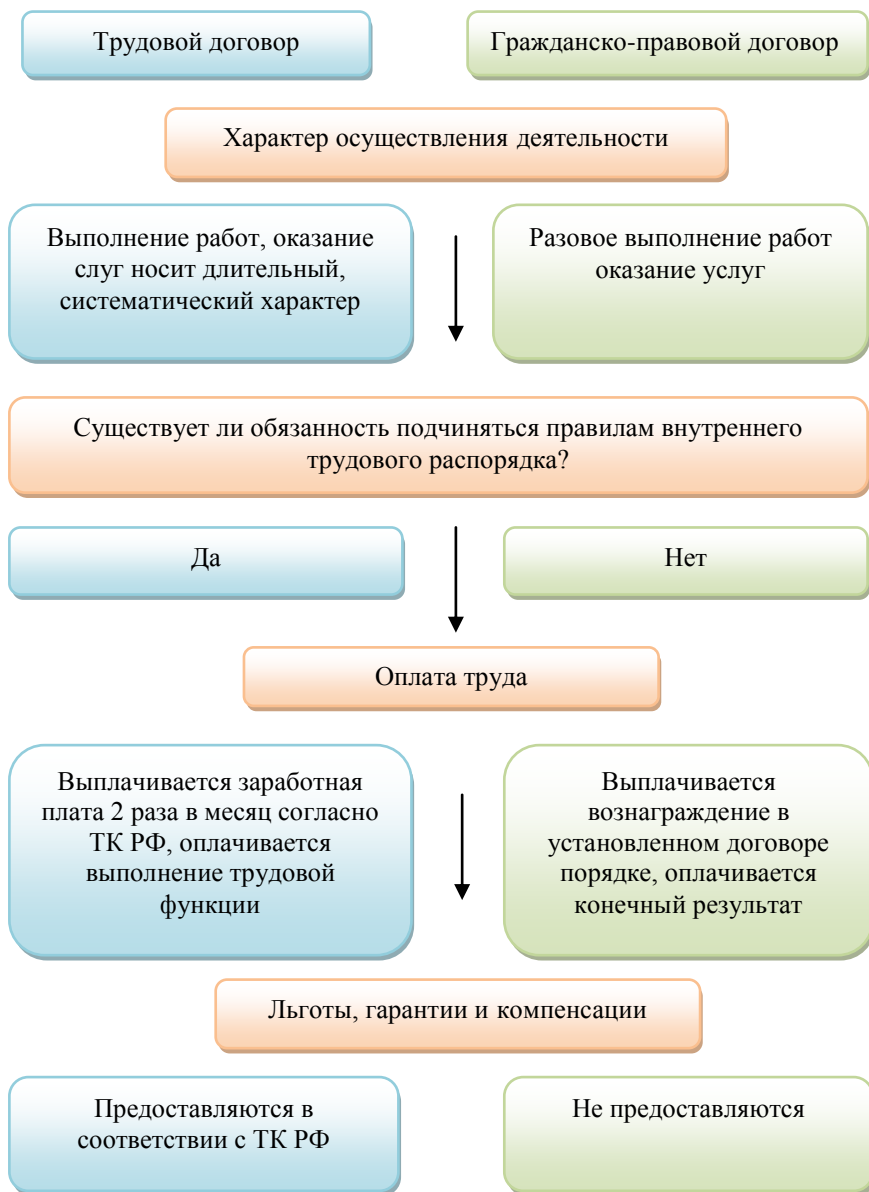 Трудовой договор
Гражданско-правовой договор
Характер осуществления деятельности
Выполнение работ, оказание
слуг носит длительный,
систематический характер
Разовое выполнение работ
оказание услуг
Существует ли обязанность подчиняться правилам внутреннего
трудового распорядка?
Да
Нет
Оплата труда
Выплачивается заработная
плата 2 раза в месяц согласно
ТК РФ, оплачивается
выполнение трудовой
функции
Выплачивается
вознаграждение в
установленном договоре
порядке, оплачивается
конечный результат
Льготы, гарантии и компенсации
Предоставляются в
соответствии с ТК РФ
Не предоставляются